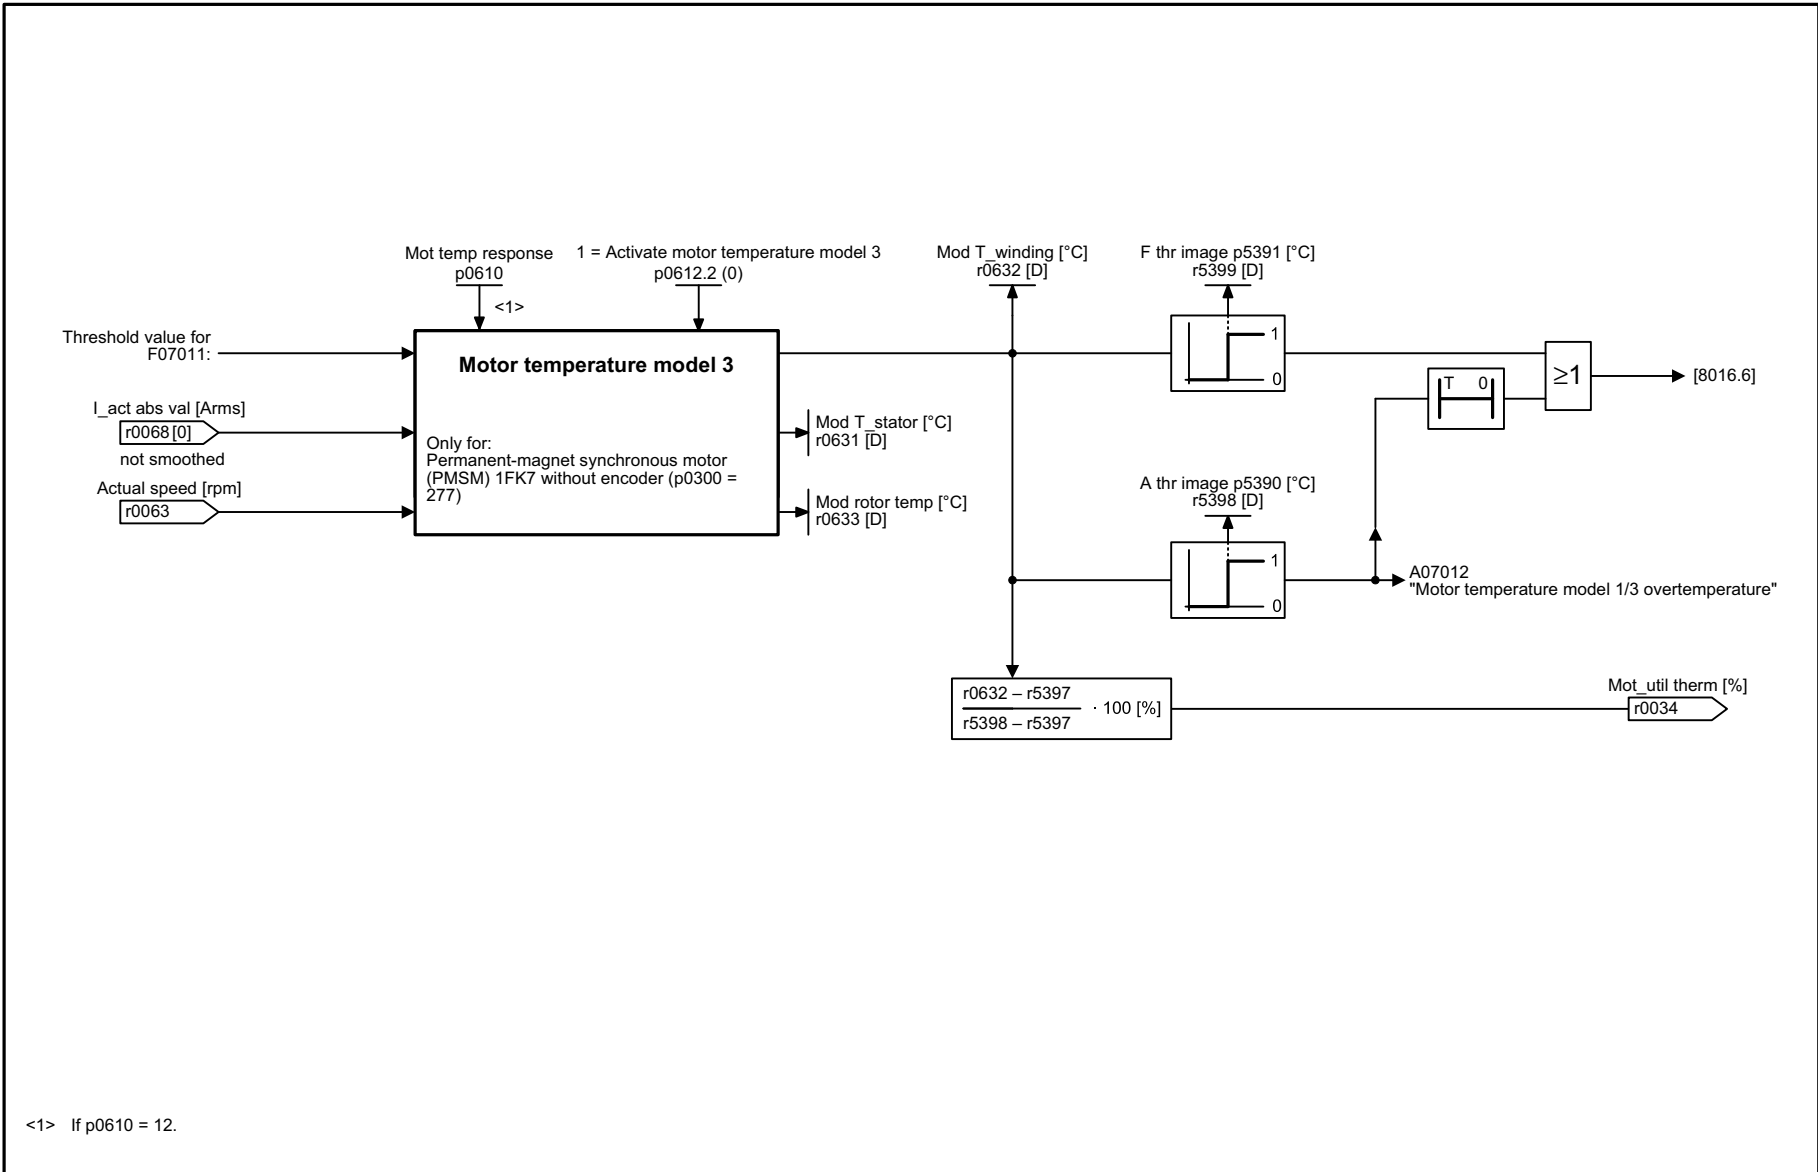 Mot temp response
p0610
<1>
1 = Activate motor temperature model 3
p0612.2 (0)
Mod T_winding [°C]
r0632 [D]
F thr image p5391 [°C]
r5399 [D]
Threshold value for
F07011:
Motor temperature model 3
1
0
≥1
[8016.6]
T 0
I_act abs val [Arms]
r0068[0]
not smoothed
Only for:
Permanent-magnet synchronous motor
(PMSM) 1FK7 without encoder (p0300 =
277)
Mod T_stator [°C]
r0631 [D]
Actual speed [rpm]
r0063
Mod rotor temp [°C]
r0633 [D]
A thr image p5390 [°C]
r5398 [D]
1
0
A07012
"Motor temperature model 1/3 overtemperature"
r0632 – r5397
r5398 – r5397
· 100 [%]
Mot_util therm [%]
r0034
<1> If p0610 = 12.